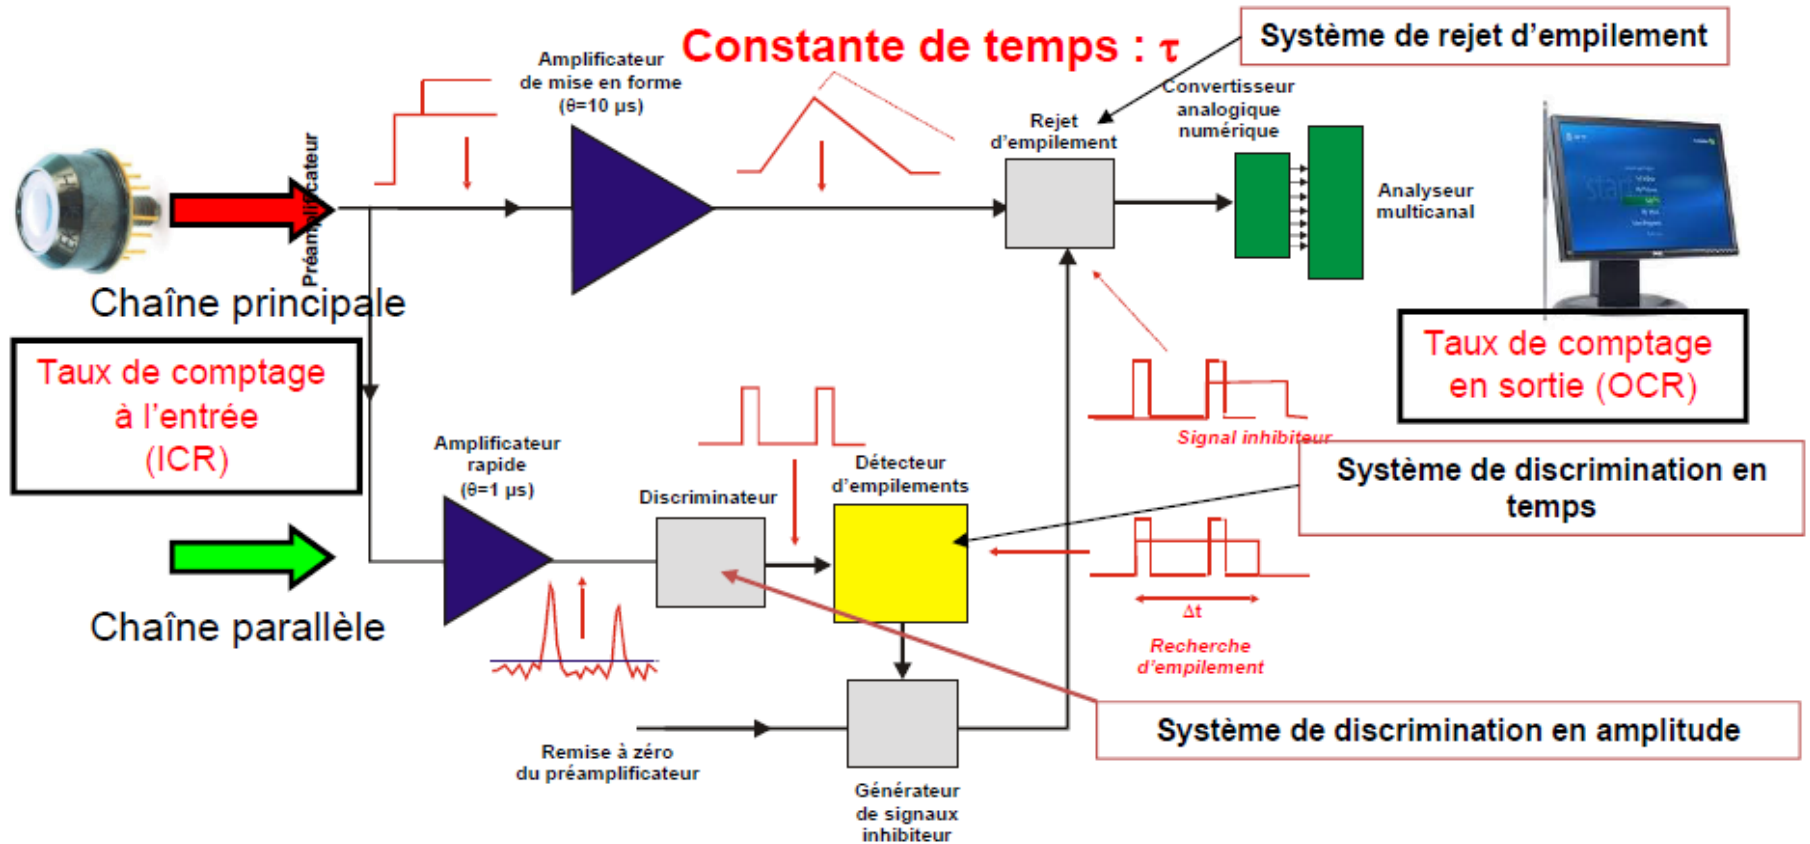 Constante de temps : τ
Système de rejet d'empilement
Amplificateur
de mise en forme
(θ=10 µs)
Convertisseur
analogique
numérique
Rejet
d'empilement
Préamplificateur
Analyseur
multicanal
Chaîne principale
Taux de comptage
à l'entrée
(ICR)
Taux de comptage
en sortie (OCR)
Signal inhibiteur
Amplificateur
rapide
(θ=1 µs)
Discriminateur
Détecteur
d'empilements
Système de discrimination en
temps
Δt
Recherche
d'empilement
Chaîne parallèle
Système de discrimination en amplitude
Remise à zéro
du préamplificateur
Générateur
de signaux
inhibiteur
start